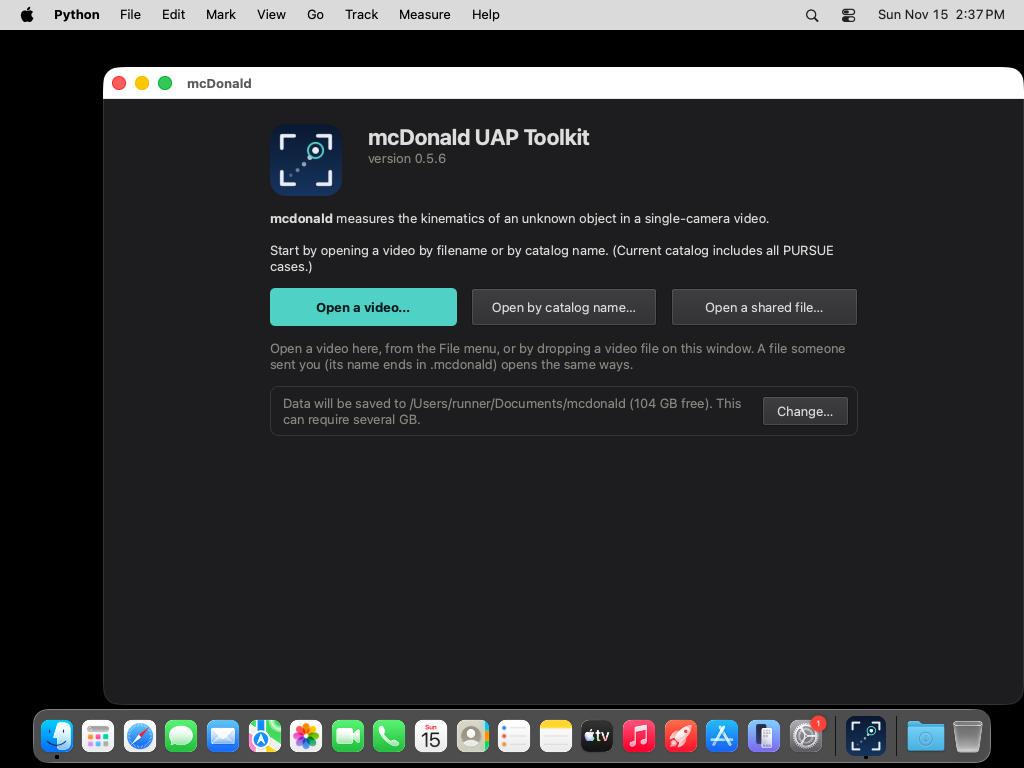 Python File Edit Mark View Go Track Measure Help Sun Nov 15 2:37 PM
mcDonald
mcDonald UAP Toolkit
version 0.5.6
mcdonald measures the kinematics of an unknown object in a single-camera video.
Start by opening a video by filename or by catalog name. (Current catalog includes all PURSUE
cases.)
Open a video... Open by catalog name... Open a shared file...
Open a video here, from the File menu, or by dropping a video file on this window. A file someone
sent you (its name ends in .mcdonald) opens the same ways.
Data will be saved to /Users/runner/Documents/mcdonald (104 GB free). This
can require several GB.
Change...
Sun
15
tv
1